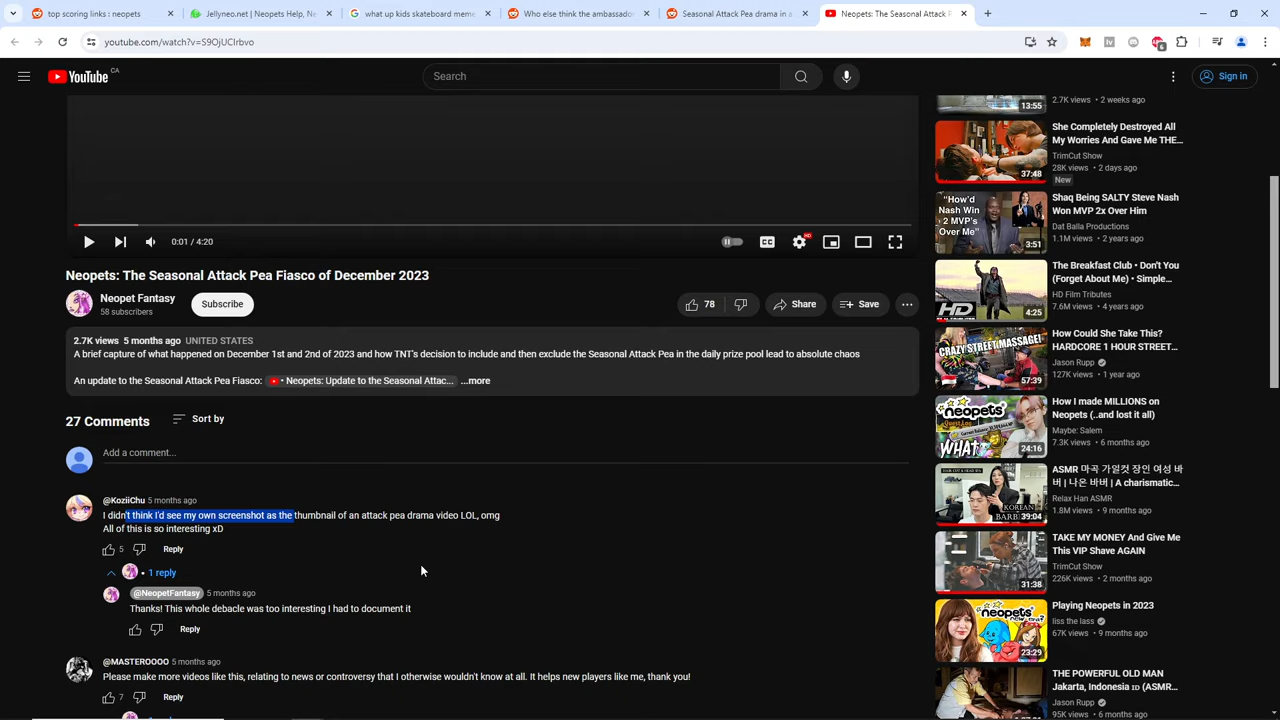 top scoring links : neopets
Jellyneo.net | Neopets Help, Ne
what up kids skateboard meme
Who else think the ambassador
Seasonal Attack Pea drama in a
Neopets: The Seasonal Attack P
youtube.com/watch?v=S9OjUCIrbvo
6
YouTube CA
Search
Sign in
13:55
2.7K views • 2 weeks ago
She Completely Destroyed All
My Worries And Gave Me THE...
TrimCut Show
28K views • 2 days ago
New
37:48
"How'd
Nash Win
2 MVP's
Over Me"
3:51
Shaq Being SALTY Steve Nash
Won MVP 2x Over Him
Dat Balla Productions
1.1M views • 2 years ago
0:01 / 4:20
HD
Neopets: The Seasonal Attack Pea Fiasco of December 2023
Neopet Fantasy
58 subscribers
Subscribe
78
Share
Save
HD
4:25
The Breakfast Club • Don't You
(Forget About Me) • Simple...
HD Film Tributes
7.6M views • 4 years ago
2.7K views 5 months ago UNITED STATES
A brief capture of what happened on December 1st and 2nd of 2023 and how TNT's decision to include and then exclude the Seasonal Attack Pea in the daily prize pool led to absolute chaos
An update to the Seasonal Attack Pea Fiasco: • Neopets: Update to the Seasonal Attac... ...more
CRAZY STREET MASSAGE!
57:39
How Could She Take This?
HARDCORE 1 HOUR STREET...
Jason Rupp
127K views • 1 year ago
27 Comments
Sort by
Add a comment...
neopets
WHAT
24:16
How I made MILLIONS on
Neopets (..and lost it all)
Maybe: Salem
7.3K views • 6 months ago
@KoziiChu 5 months ago
I didn't think I'd see my own screenshot as the thumbnail of an attack pea drama video LOL, omg
All of this is so interesting xD
5
Reply
• 1 reply
@NeopetFantasy 5 months ago
Thanks! This whole debacle was too interesting I had to document it
Reply
KOREAN
BARBER
39:04
ASMR 마곡 가일컷 장인 여성 바
버 | 나온 바버 | A charismatic...
Relax Han ASMR
1.8M views • 9 months ago
31:38
TAKE MY MONEY And Give Me
This VIP Shave AGAIN
TrimCut Show
226K views • 2 months ago
neopets
new era?
23:29
Playing Neopets in 2023
liss the lass
67K views • 9 months ago
@MASTEROOOO 5 months ago
Please make more videos like this, relating to a controversy that I otherwise wouldn't know at all. It helps new players like me, thank you!
7
Reply
THE POWERFUL OLD MAN
Jakarta, Indonesia ID (ASMR...
Jason Rupp
95K views • 6 months ago